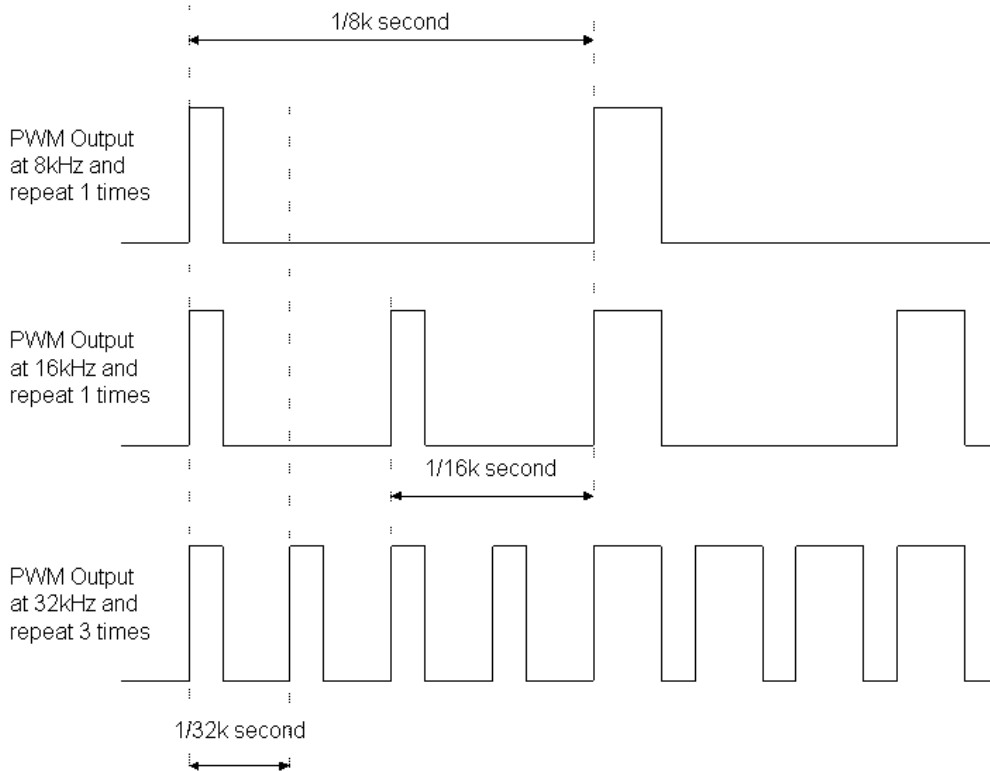 1/8k second
PWM Output
at 8kHz and
repeat 1 times
PWM Output
at 16kHz and
repeat 1 times
1/16k second
PWM Output
at 32kHz and
repeat 3 times
1/32k second